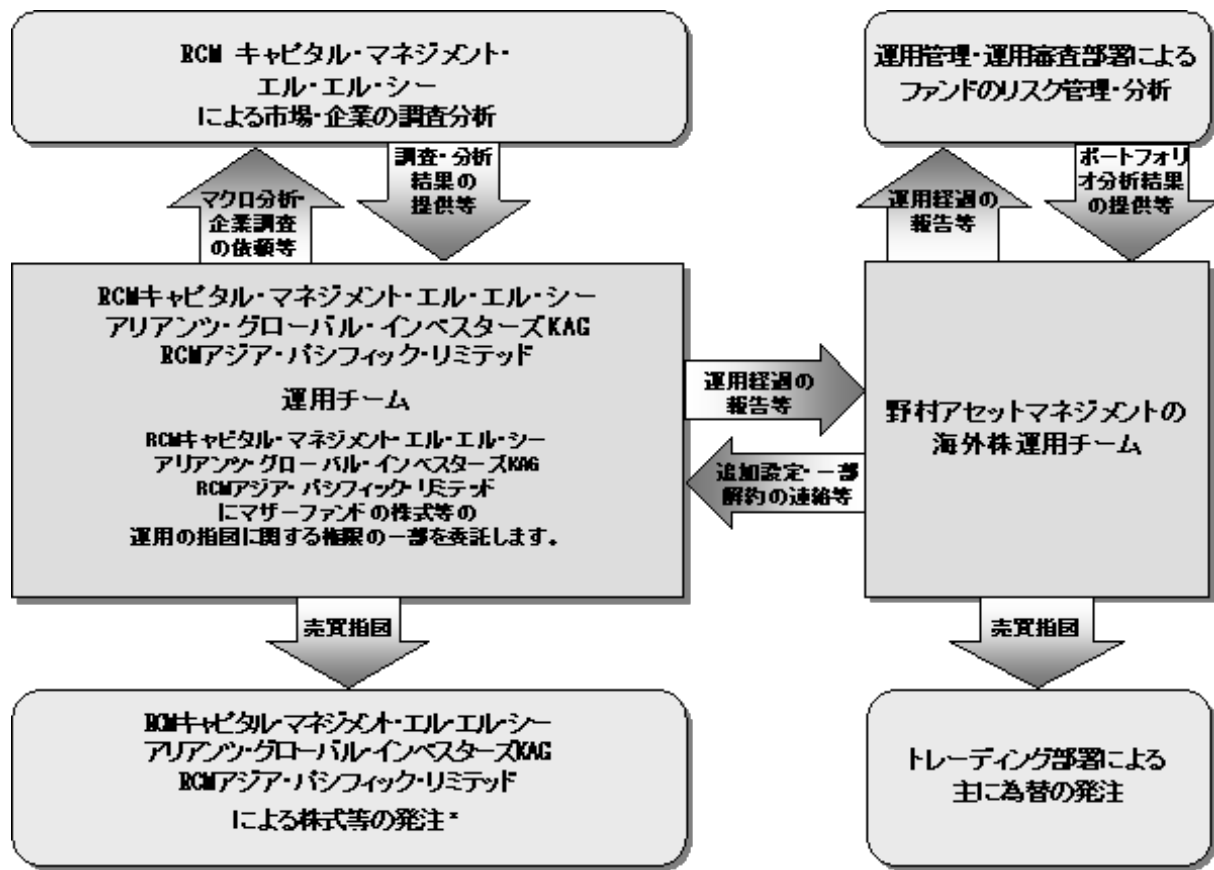 RCM キャピタル・マネジメント・
エル・エル・シー
による市場・企業の調査分析
運用管理・運用審査部署による
ファンドのリスク管理・分析
マクロ分析・
企業調査
の依頼等
調査・分析
結果の
提供等
運用経過の
報告等
ポートフォリ
オ分析結果
の提供等
RCMキャピタル・マネジメント・エル・エル・シー
アリアンツ・グローバル・インベスターズKAG
RCMアジア・パシフィック・リミテッド
運用チーム
RCMキャピタル・マネジメント・エル・エル・シー
アリアンツ・グローバル・インベスターズKAG
RCMアジア・パシフィック・リミテッド
にマザーファンドの株式等の
運用の指図に関する権限の一部を委託します。
運用経過の
報告等
追加設定・一部
解約の連絡等
野村アセットマネジメントの
海外株運用チーム
売買指図
売買指図
RCMキャピタル・マネジメント・エル・エル・シー
アリアンツ・グローバル・インベスターズKAG
RCMアジア・パシフィック・リミテッド
による株式等の発注*
トレーディング部署による
主に為替の発注